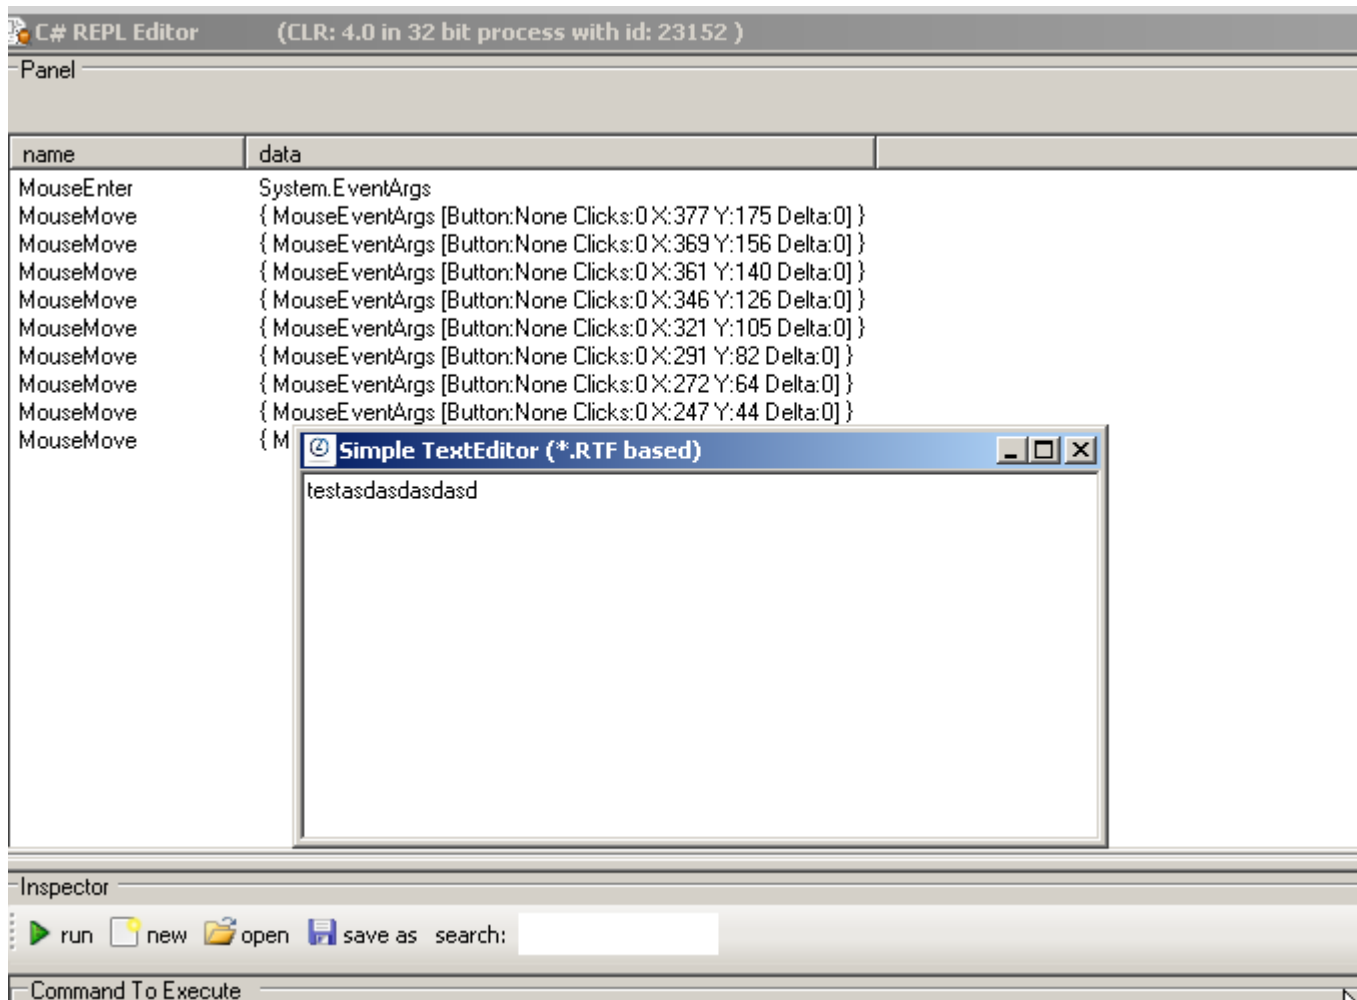 C# REPL Editor (CLR: 4.0 in 32 bit process with id: 23152 )
Panel
name data
MouseEnter System.EventArgs
MouseMove { MouseEventArgs [Button:None Clicks:0 X:377 Y:175 Delta:0] }
MouseMove { MouseEventArgs [Button:None Clicks:0 X:369 Y:156 Delta:0] }
MouseMove { MouseEventArgs [Button:None Clicks:0 X:361 Y:140 Delta:0] }
MouseMove { MouseEventArgs [Button:None Clicks:0 X:346 Y:126 Delta:0] }
MouseMove { MouseEventArgs [Button:None Clicks:0 X:321 Y:105 Delta:0] }
MouseMove { MouseEventArgs [Button:None Clicks:0 X:291 Y:82 Delta:0] }
MouseMove { MouseEventArgs [Button:None Clicks:0 X:272 Y:64 Delta:0] }
MouseMove { MouseEventArgs [Button:None Clicks:0 X:247 Y:44 Delta:0] }
MouseMove { M
Simple TextEditor (*.RTF based)
testasdasdasdasd
Inspector
run new open save as search:
Command To Execute